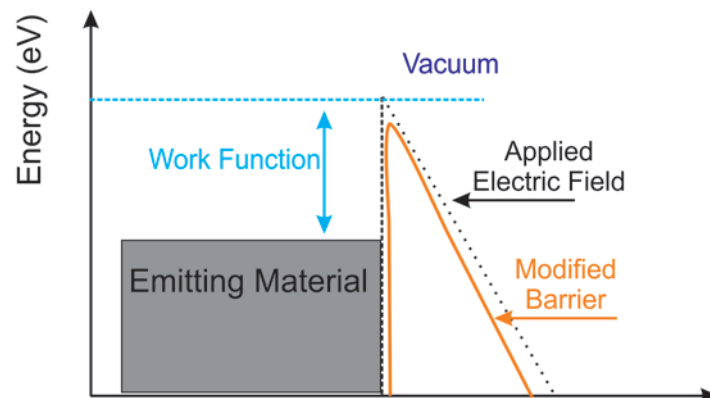 Energy (eV)
Vacuum
Work Function
Applied
Electric Field
Emitting Material
Modified
Barrier